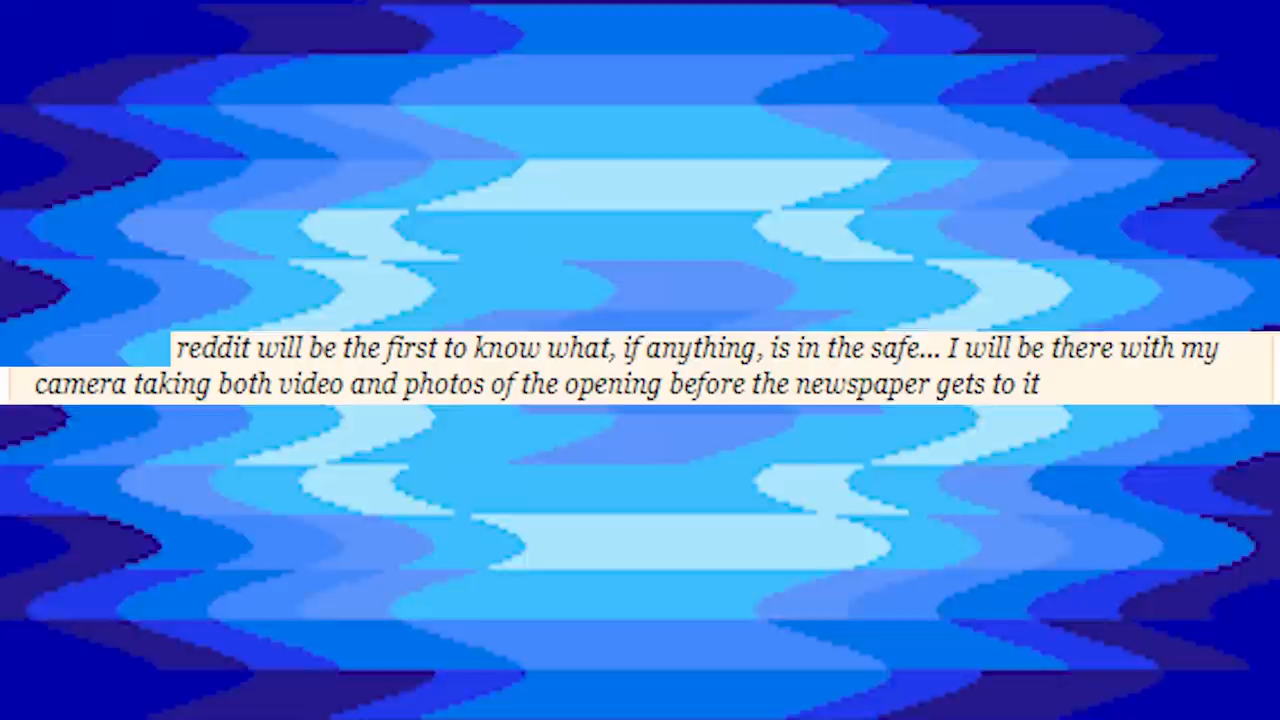 reddit will be the first to know what, if anything, is in the safe... I will be there with my
camera taking both video and photos of the opening before the newspaper gets to it